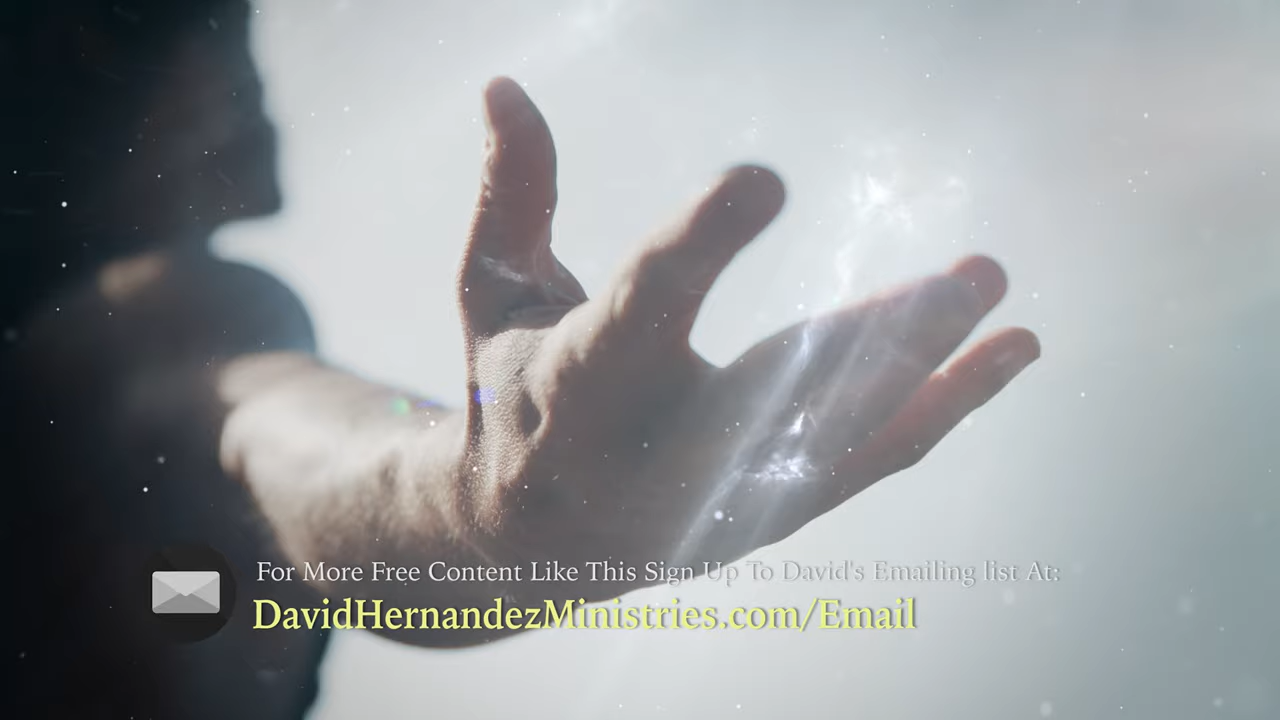 For More Free Content Like This Sign Up To David's Emailing list At:
DavidHernandezMinistries.com/Email